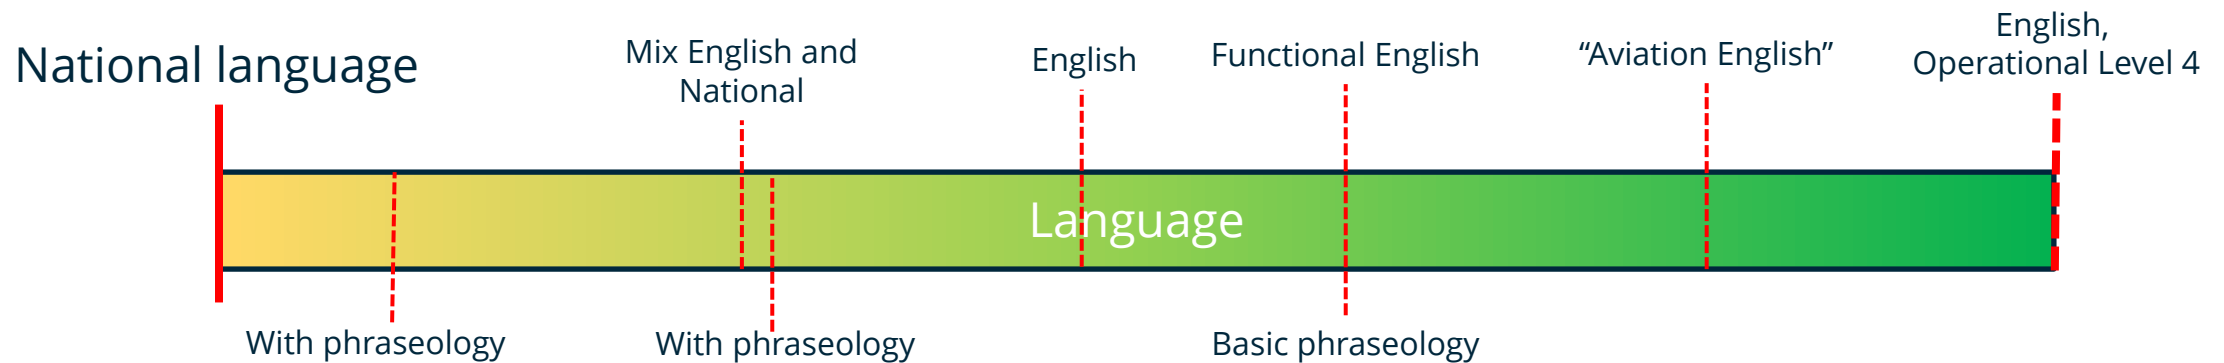 National language
Mix English and
National
English
Functional English
“Aviation English”
English,
Operational Level 4
Language
With phraseology
With phraseology
Basic phraseology